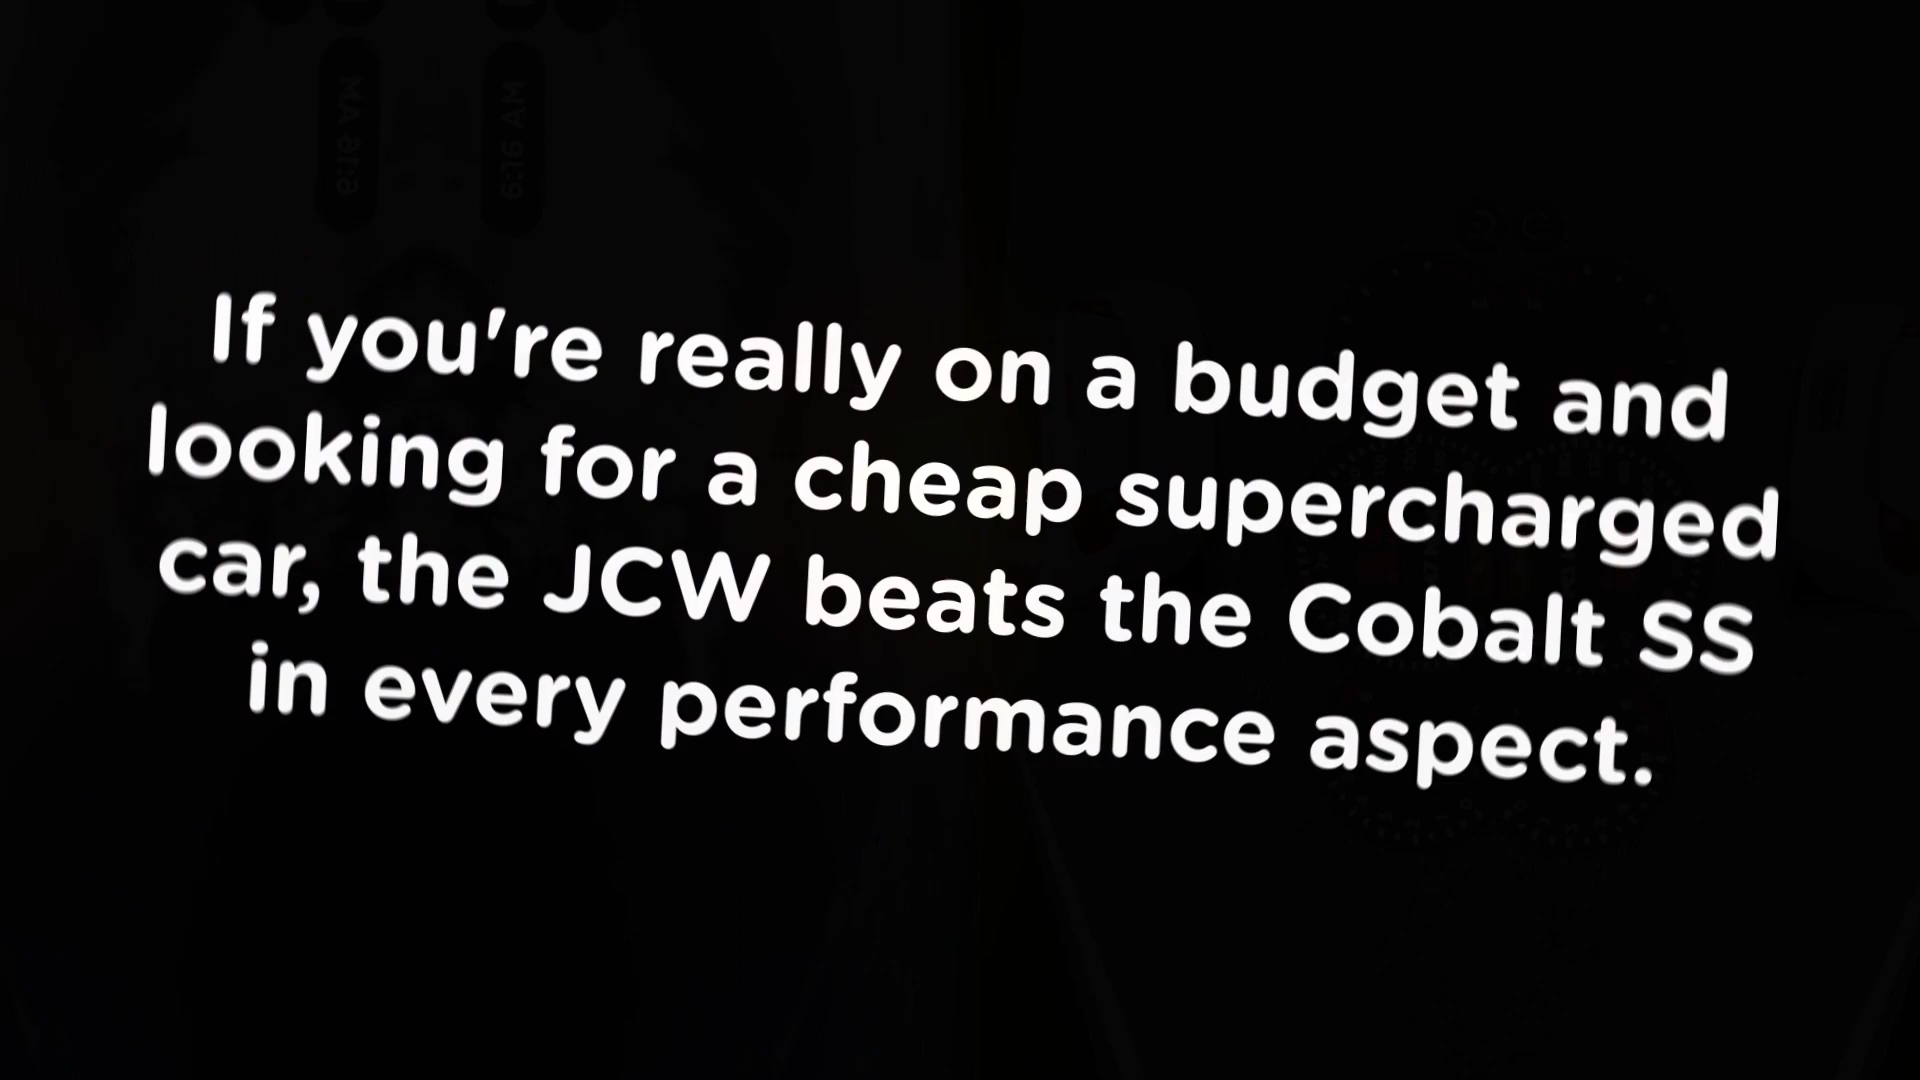 If you're really on a budget and
looking for a cheap supercharged
car, the JCW beats the Cobalt SS
in every performance aspect.